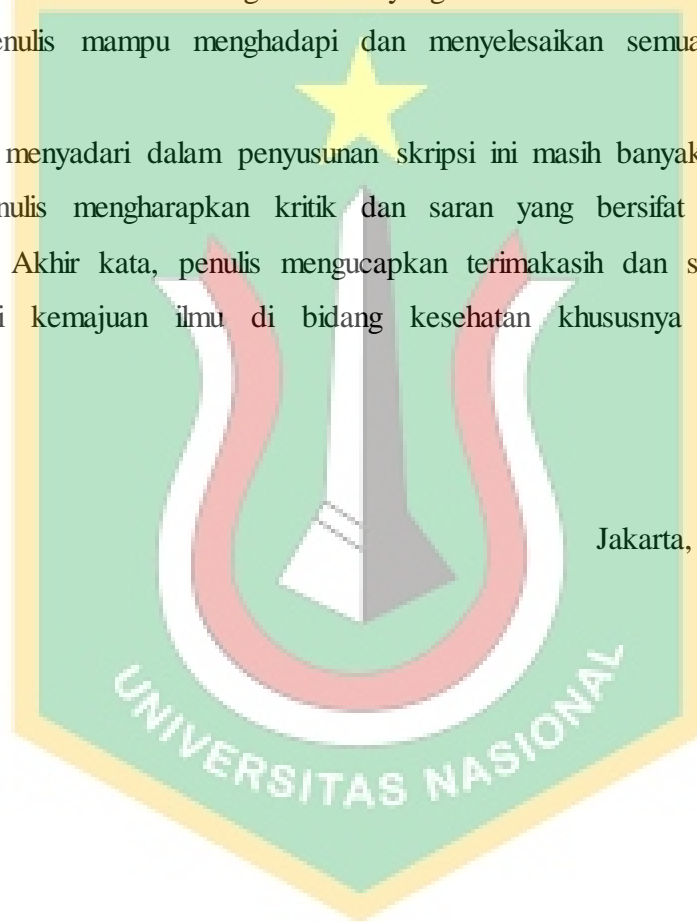 enulis mampu menghadapi dan menyelesaikan semua
menyadari dalam penyusunan skripsi ini masih banyak
nulis mengharapkan kritik dan saran yang bersifat
Akhir kata, penulis mengucapkan terimakasih dan s
i kemajuan ilmu di bidang kesehatan khususnya
Jakarta,
UNIVERSITAS NASIONAL